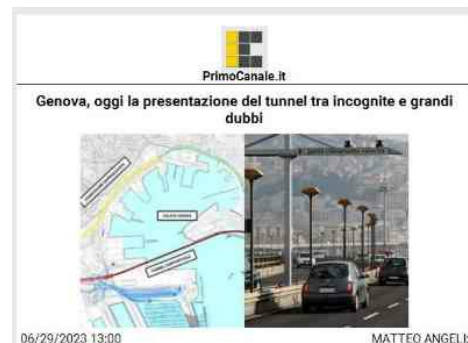 PrimoCanale.it
Genova, oggi la presentazione del tunnel tra incognite e grandi
dubbi
06/29/2023 13:00
MATTEO ANGELI